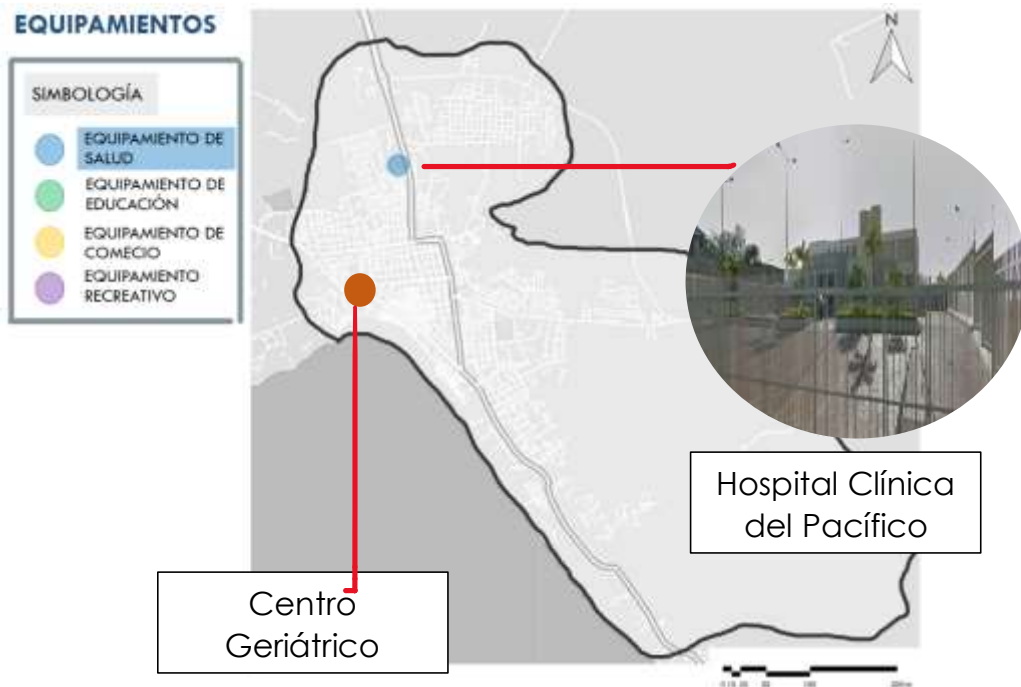 EQUIPAMIENTOS
SIMBOLOGÍA
EQUIPAMIENTO DE
SALUD
EQUIPAMIENTO DE
EDUCACIÓN
EQUIPAMIENTO DE
COMECIO
EQUIPAMIENTO
RECREATIVO
N
Hospital Clínica
del Pacífico
Centro
Geriátrico